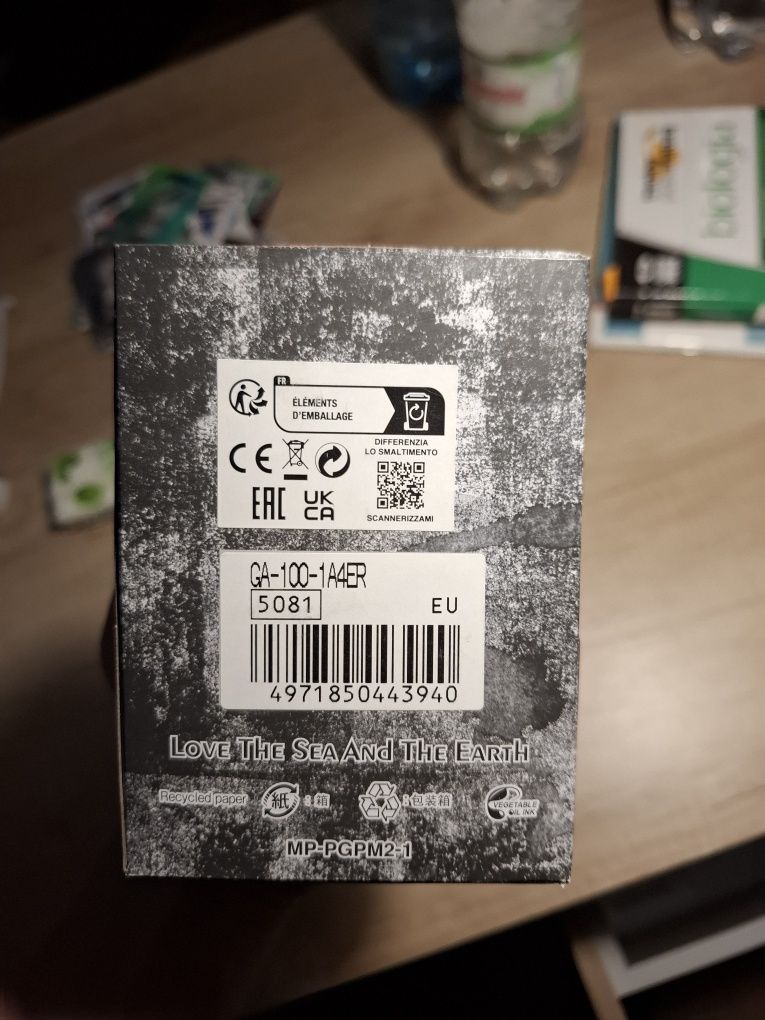 biologia
FR
ÉLÉMENTS
D'EMBALLAGE
DIFFERENZIA
LO SMALTIMENTO
CE
EAC
UK
CA
SCANNERIZZAMI
GA-100-1A4ER
5081 EU
4971850443940
LOVE THE SEA AND THE EARTH
Recycled paper 紙 :箱 :包装箱 VEGETABLE
OIL INK
MP-PGPM2-1